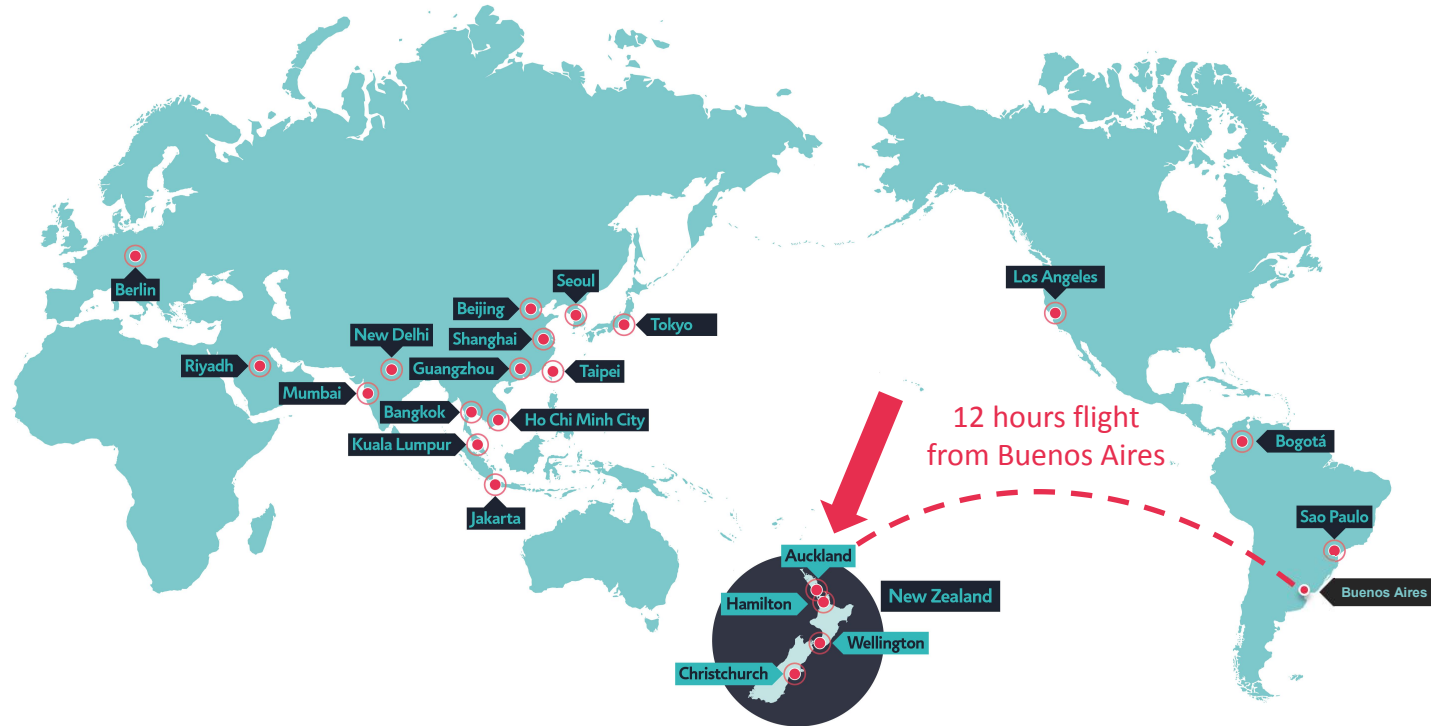 Berlin
Seoul
Los Angeles
Beijing
Tokyo
Shanghai
New Delhi
Riyadh
Guangzhou
Taipei
Mumbai
Bangkok
Ho Chi Minh City
Kuala Lumpur
12 hours flight
from Buenos Aires
Bogotá
Jakarta
Sao Paulo
Auckland
Hamilton
New Zealand
Buenos Aires
Wellington
Christchurch